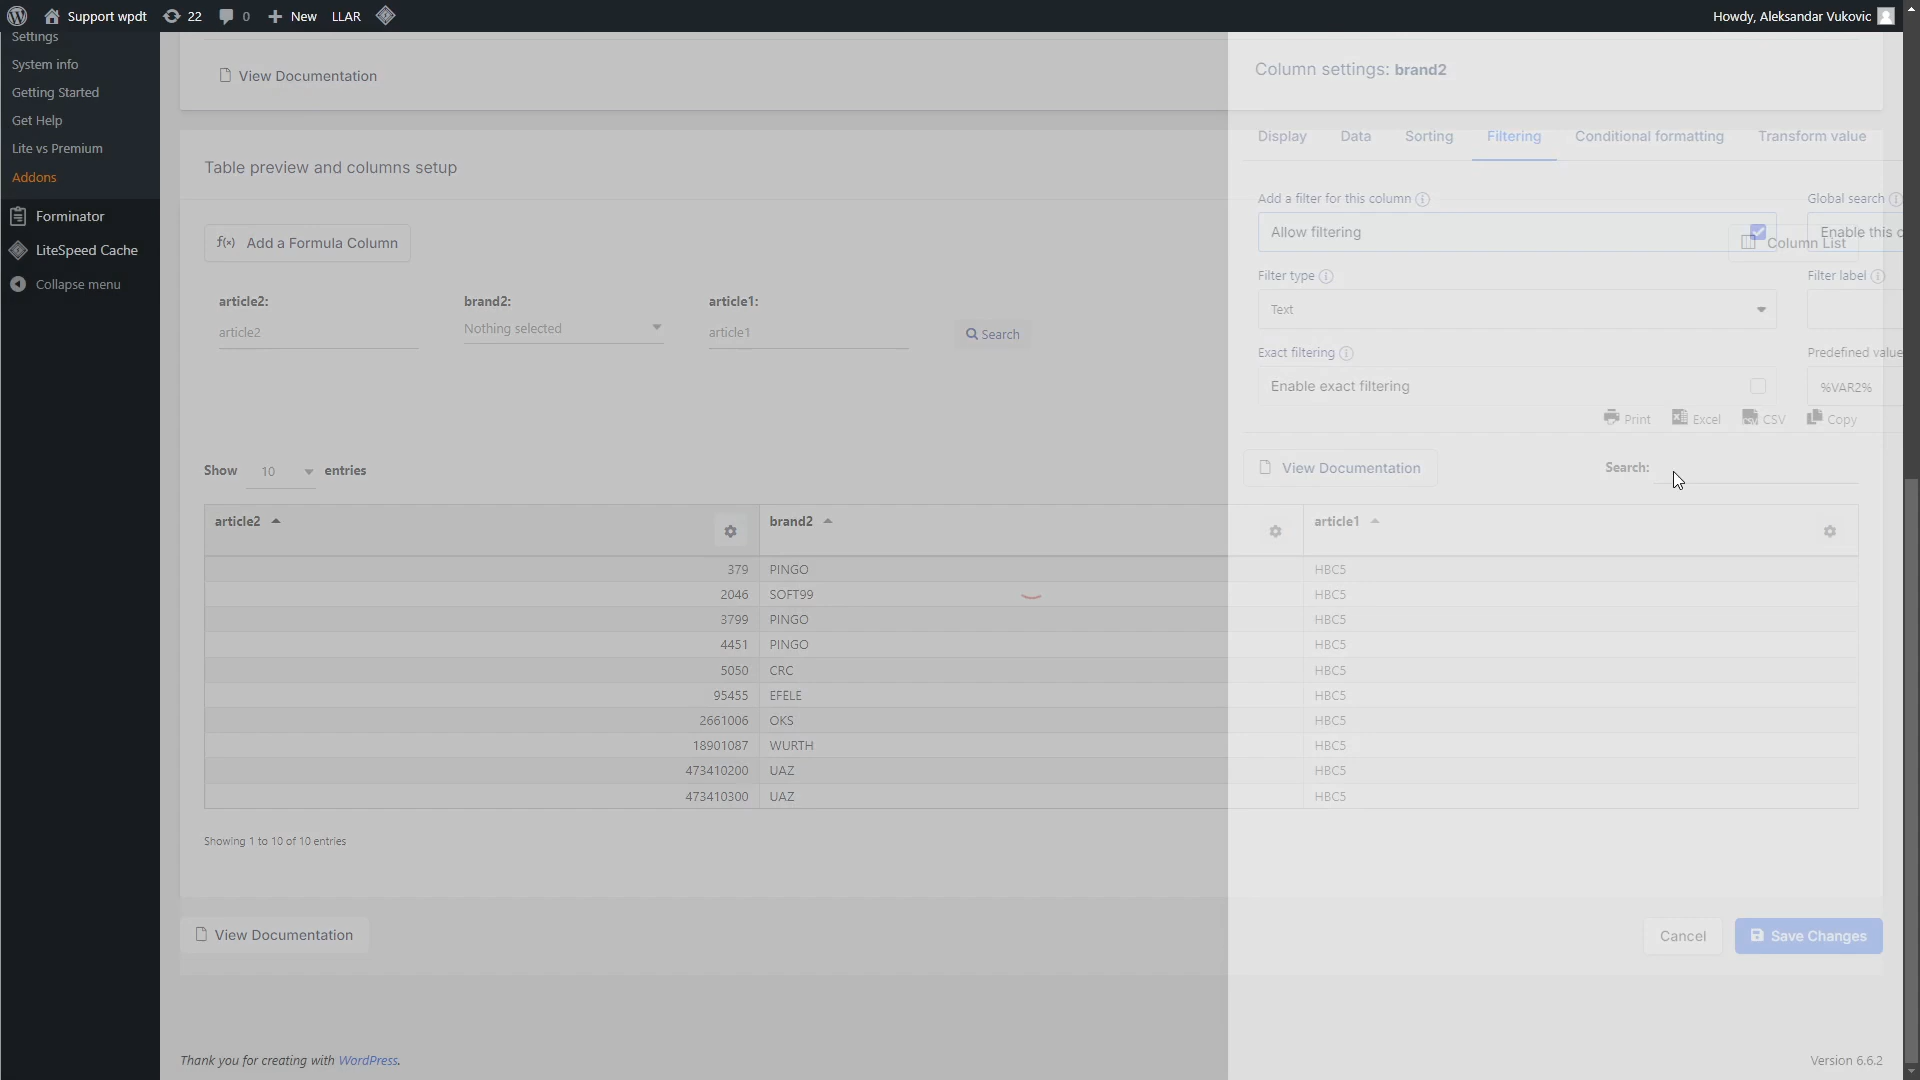 Support wpdt 22 0 New LLAR Howdy, Aleksandar Vukovic
Settings
System info
Getting Started
Get Help
Lite vs Premium
Addons
Forminator
LiteSpeed Cache
Collapse menu
View Documentation
Column settings: brand2
Display Data Sorting Filtering Conditional formatting Transform value
Table preview and columns setup
Add a filter for this column Global search
Allow filtering Enable this c
f(x) Add a Formula Column
Column List
Filter type Filter label
Text
article2: brand2: article1:
article2 Nothing selected article1 Search
Exact filtering Predefined value
Enable exact filtering %VAR2%
Print Excel CSV Copy
Show 10 entries
View Documentation Search:
article2 brand2 article1
379 PINGO HBC5
2046 SOFT99 HBC5
3799 PINGO HBC5
4451 PINGO HBC5
5050 CRC HBC5
95455 EFELE HBC5
2661006 OKS HBC5
18901087 WURTH HBC5
473410200 UAZ HBC5
473410300 UAZ HBC5
Showing 1 to 10 of 10 entries
View Documentation Cancel Save Changes
Thank you for creating with WordPress. Version 6.6.2